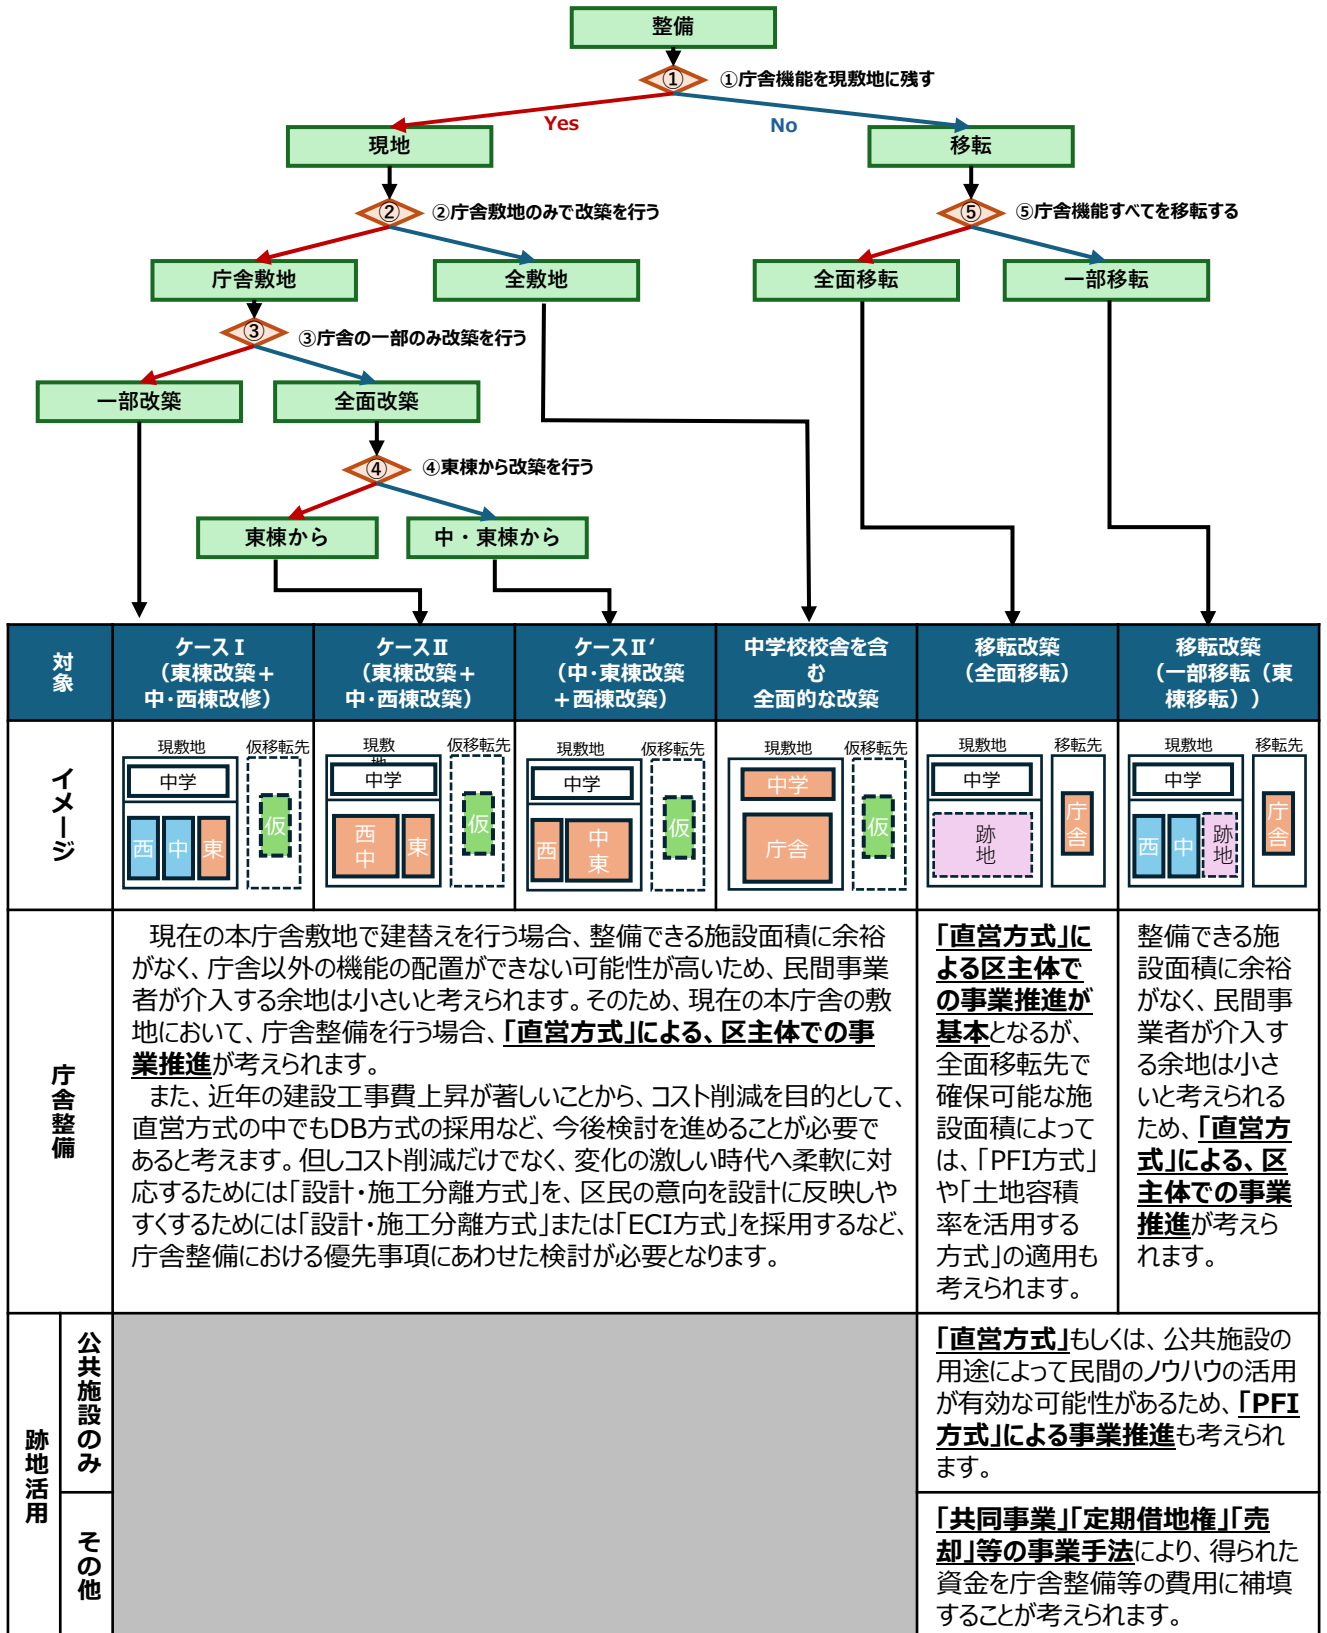 整備
①
①庁舎機能を現敷地に残す
Yes
No
現地
移転
②
②庁舎敷地のみで改築を行う
⑤
⑤庁舎機能すべてを移転する
庁舎敷地
全敷地
全面移転
一部移転
③
③庁舎の一部のみ改築を行う
一部改築
全面改築
④
④東棟から改築を行う
東棟から
中・東棟から
対象
ケースⅠ
（東棟改築＋
中・西棟改修）
ケースⅡ
（東棟改築＋
中・西棟改築）
ケースⅡ‘
（中・東棟改築
＋西棟改築）
中学校校舎を含
む
全面的な改築
移転改築
（全面移転）
移転改築
（一部移転（東
棟移転））
イメージ
現敷地
仮移転先
中学
西
中
東
仮
現敷
地
仮移転先
中学
西
中
東
仮
現敷地
仮移転先
中学
西
中
東
仮
現敷地
仮移転先
中学
庁舎
仮
現敷地
移転先
中学
跡
地
庁
舎
現敷地
移転先
中学
西
中
跡
地
庁
舎
庁舎整備
現在の本庁舎敷地で建替えを行う場合、整備できる施設面積に余裕
がなく、庁舎以外の機能の配置ができない可能性が高いため、民間事業
者が介入する余地は小さいと考えられます。そのため、現在の本庁舎の敷
地において、庁舎整備を行う場合、「直営方式」による、区主体での事
業推進が考えられます。
また、近年の建設工事費上昇が著しいことから、コスト削減を目的として、
直営方式の中でもDB方式の採用など、今後検討を進めることが必要で
あると考えます。但しコスト削減だけでなく、変化の激しい時代へ柔軟に対
応するためには「設計・施工分離方式」を、区民の意向を設計に反映しや
すくするためには「設計・施工分離方式」または「ECI方式」を採用するなど、
庁舎整備における優先事項にあわせた検討が必要となります。
「直営方式」に
よる区主体で
の事業推進が
基本となるが、
全面移転先で
確保可能な施
設面積によって
は、「PFI方式」
や「土地容積
率を活用する
方式」の適用も
考えられます。
整備できる施
設面積に余裕
がなく、民間事
業者が介入す
る余地は小さ
いと考えられる
ため、「直営方
式」による、区
主体での事業
推進が考えら
れます。
跡地活用
公共施設のみ
「直営方式」もしくは、公共施設の
用途によって民間のノウハウの活用
が有効な可能性があるため、「PFI
方式」による事業推進も考えられ
ます。
その他
「共同事業」「定期借地権」「売
却」等の事業手法により、得られた
資金を庁舎整備等の費用に補填
することが考えられます。